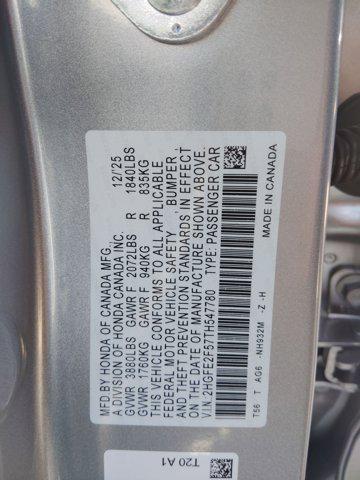 MFD. BY HONDA OF CANADA MFG., 12/25
A DIVISION OF HONDA CANADA INC.
GVWR 3880LBS GAWR F 2072LBS R 1840LBS
GVWR 1760KG GAWR F 940KG R 835KG
THIS VEHICLE CONFORMS TO ALL APPLICABLE
FEDERAL MOTOR VEHICLE SAFETY BUMPER,
AND THEFT PREVENTION STANDARDS IN EFFECT
ON THE DATE OF MANUFACTURE SHOWN ABOVE.
V.I.N. 2HGFE2F57TH547780 TYPE: PASSENGER CAR
T56 T AG6 -NH932M -Z -H
MADE IN CANADA
T20 A1